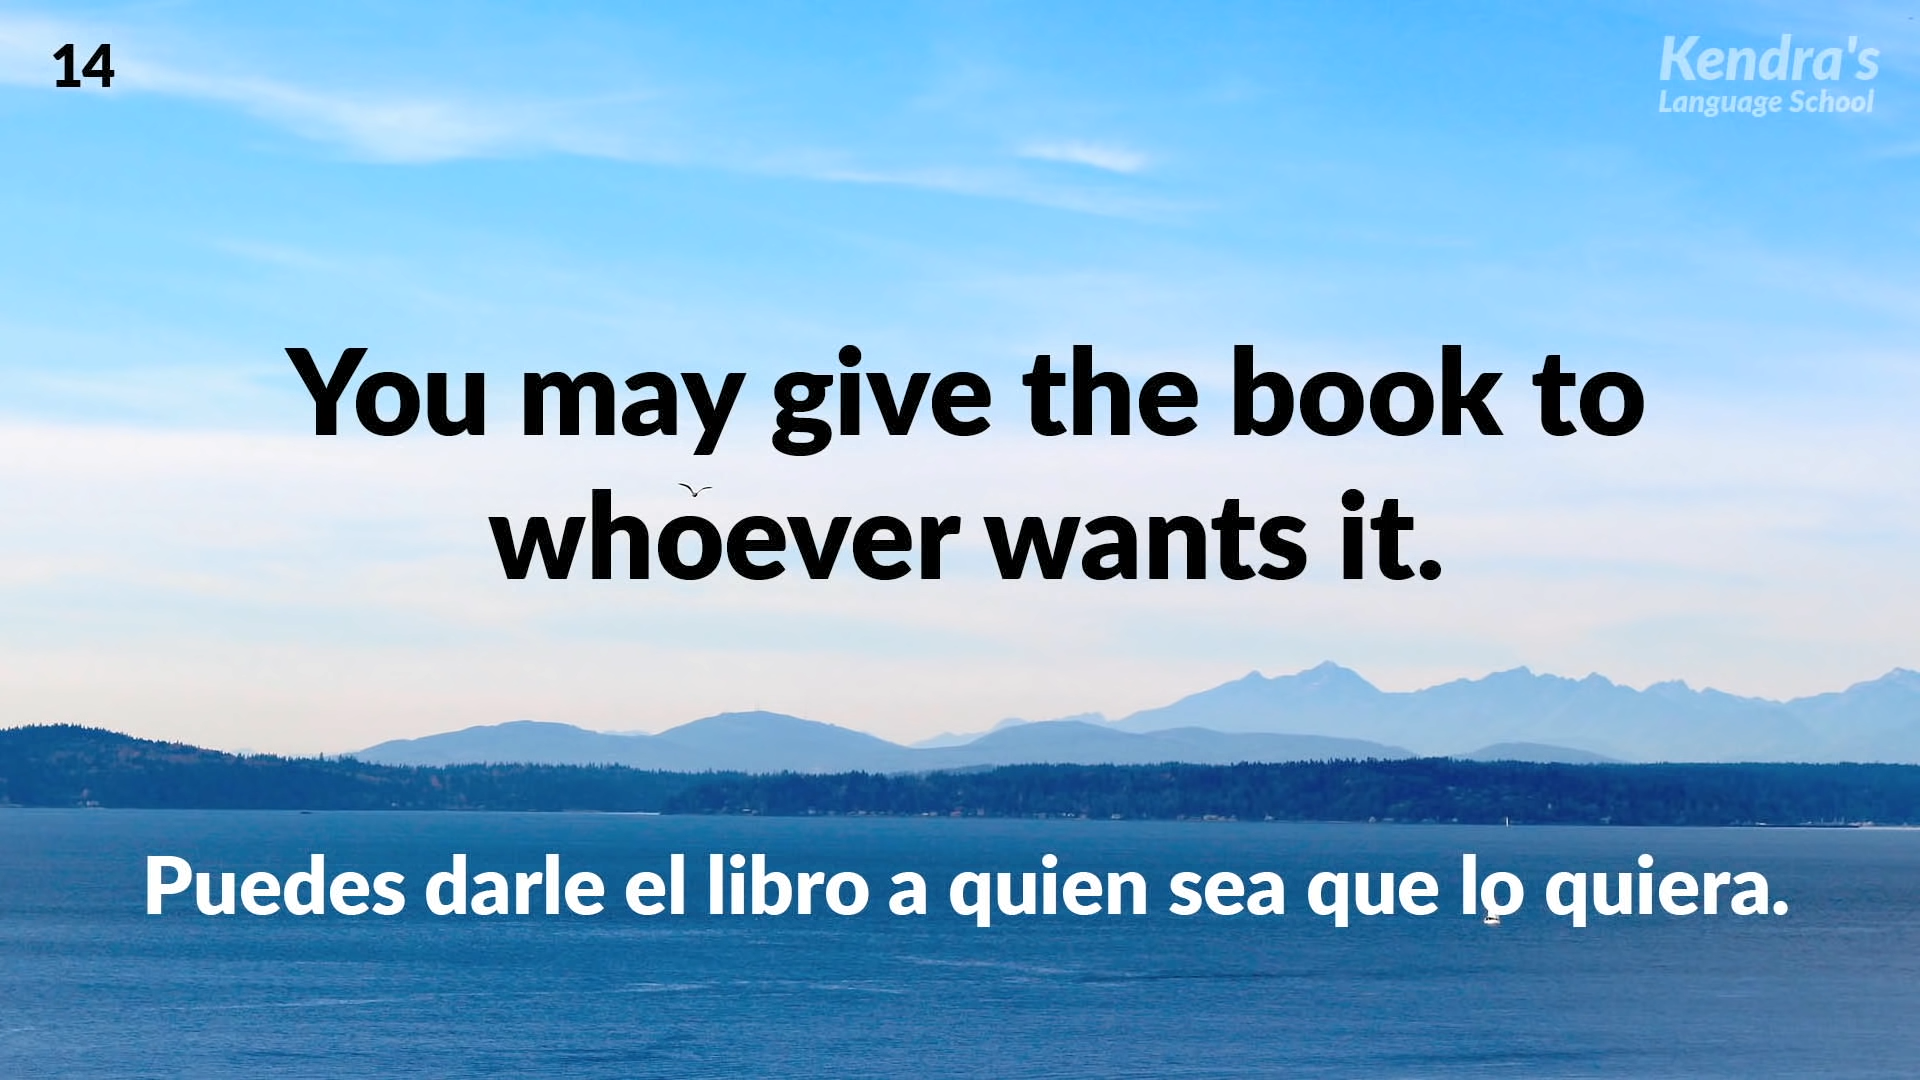 14
Kendra's
Language School
You may give the book to
whoever wants it.
Puedes darle el libro a quien sea que lo quiera.